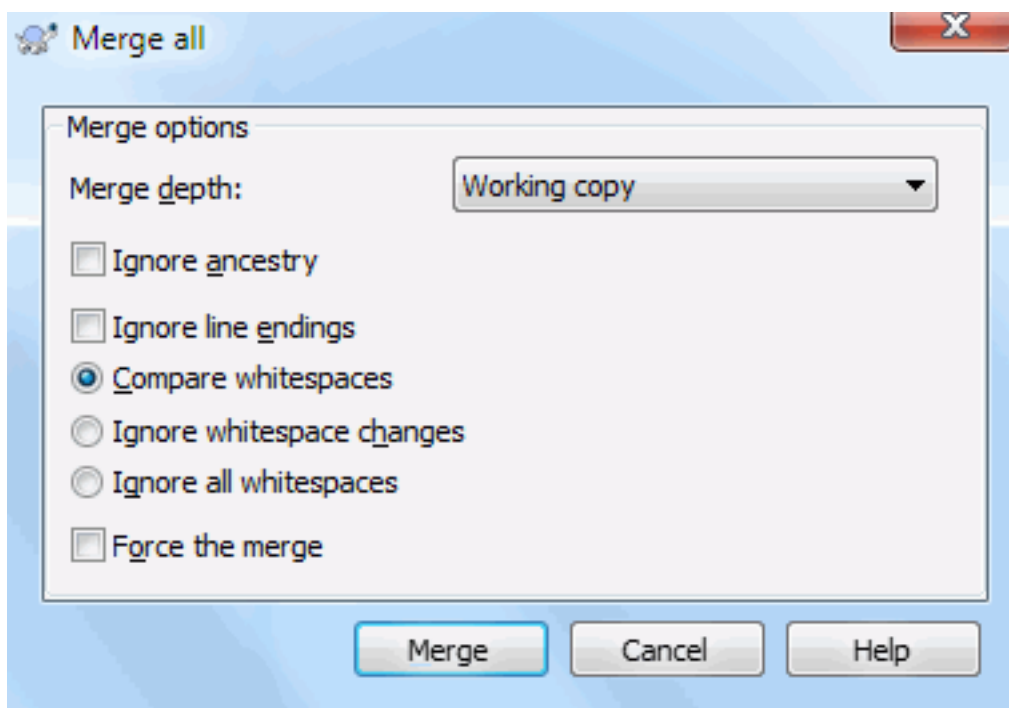 Merge all
Merge options
Merge depth: Working copy
Ignore ancestry
Ignore line endings
Compare whitespaces
Ignore whitespace changes
Ignore all whitespaces
Force the merge
Merge Cancel Help